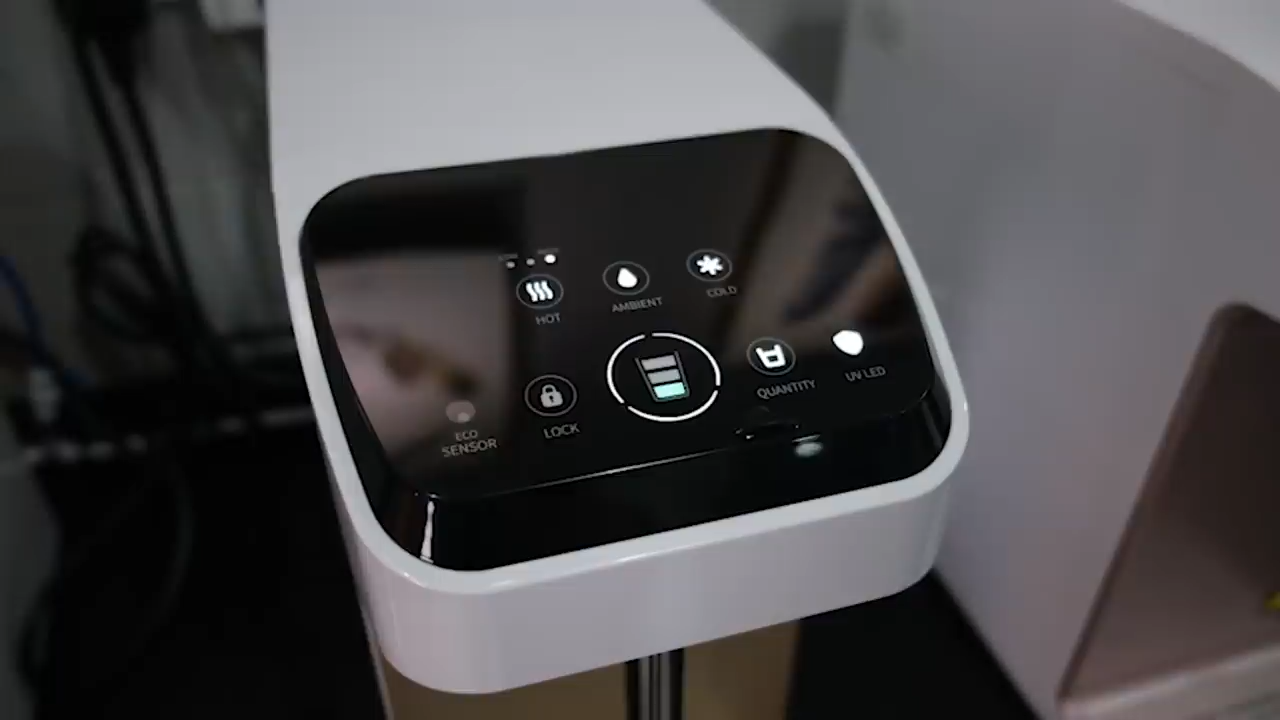 HOT
AMBIENT
COLD
ECO
SENSOR
LOCK
QUANTITY
UV LED